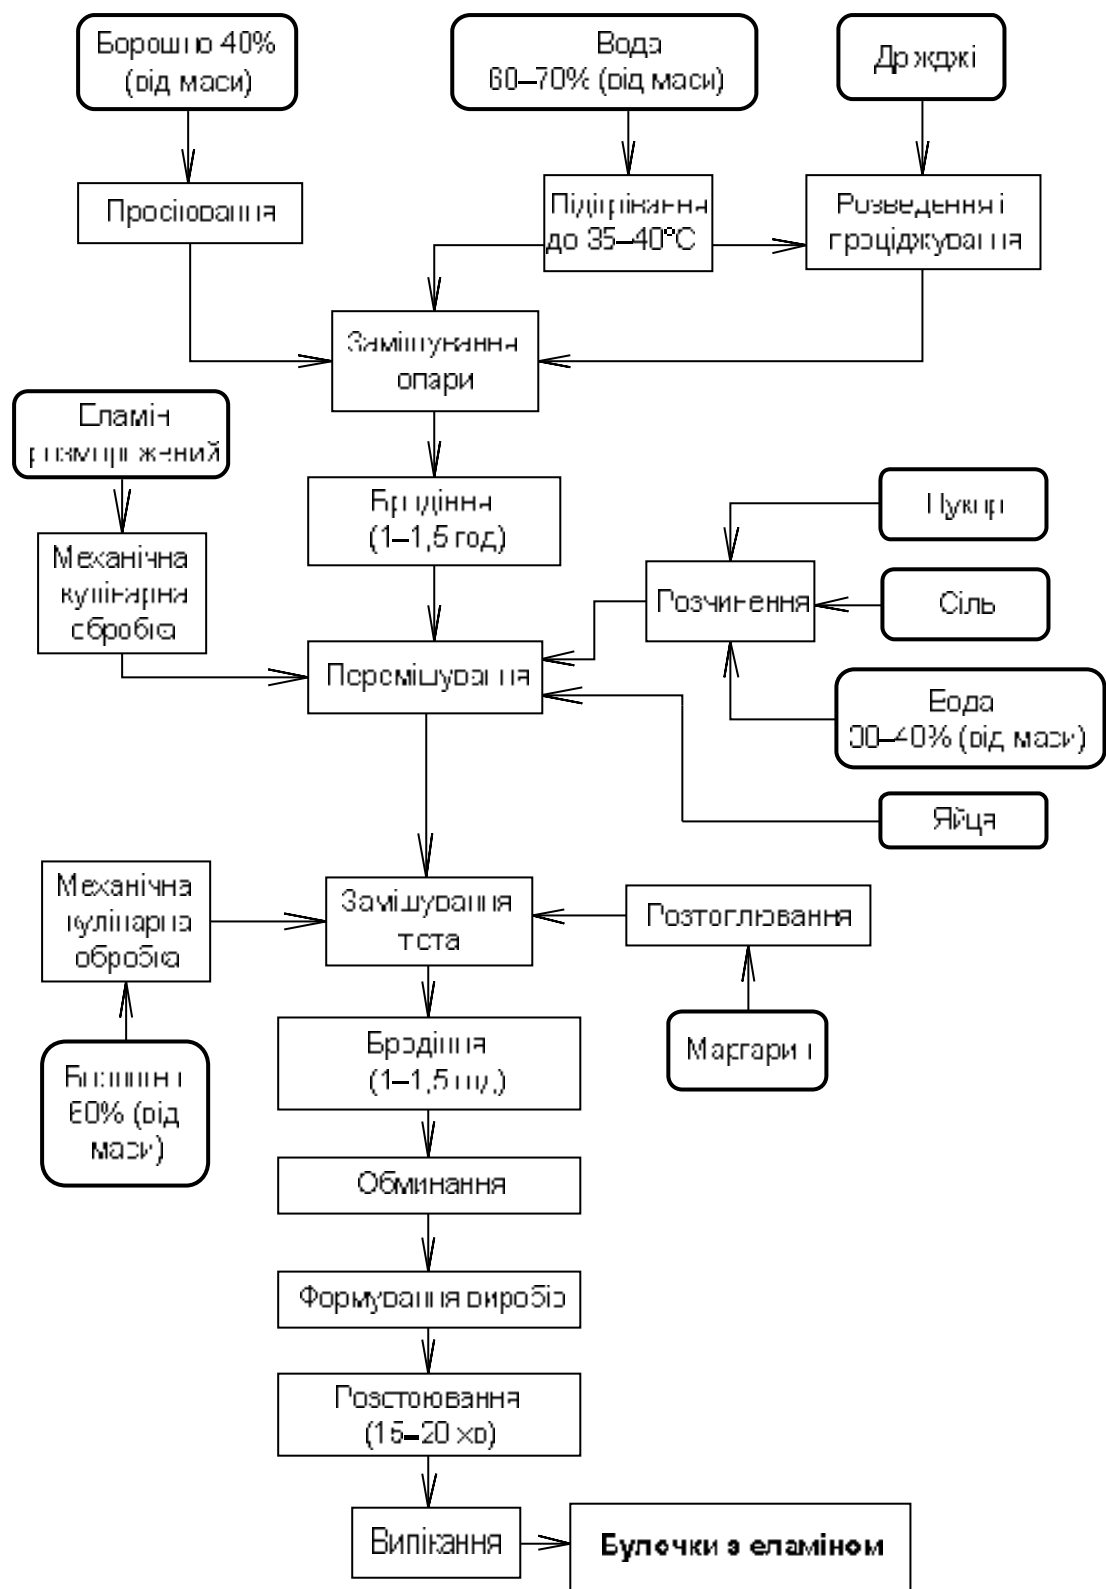 Борошно 40%
(від маси)
Вода
60–70% (від маси)
Дріжджі
Просіювання
Підігрівання
до 35–40°С
Розведення і
проціджування
Замішування
опари
Еламін
розморожений
Бродіння
(1–1,5 год)
Цукор
Механічна
кулінарна
обробка
Розчинення
Сіль
Перемішування
Вода
30–40% (від маси)
Яйця
Механічна
кулінарна
обробка
Замішування
тіста
Розтоплювання
Бродіння
(1–1,5 год)
Маргарин
Борошно
60% (від
маси)
Обминання
Формування виробів
Розстоювання
(15–20 хв)
Випікання
Булочки з еламіном